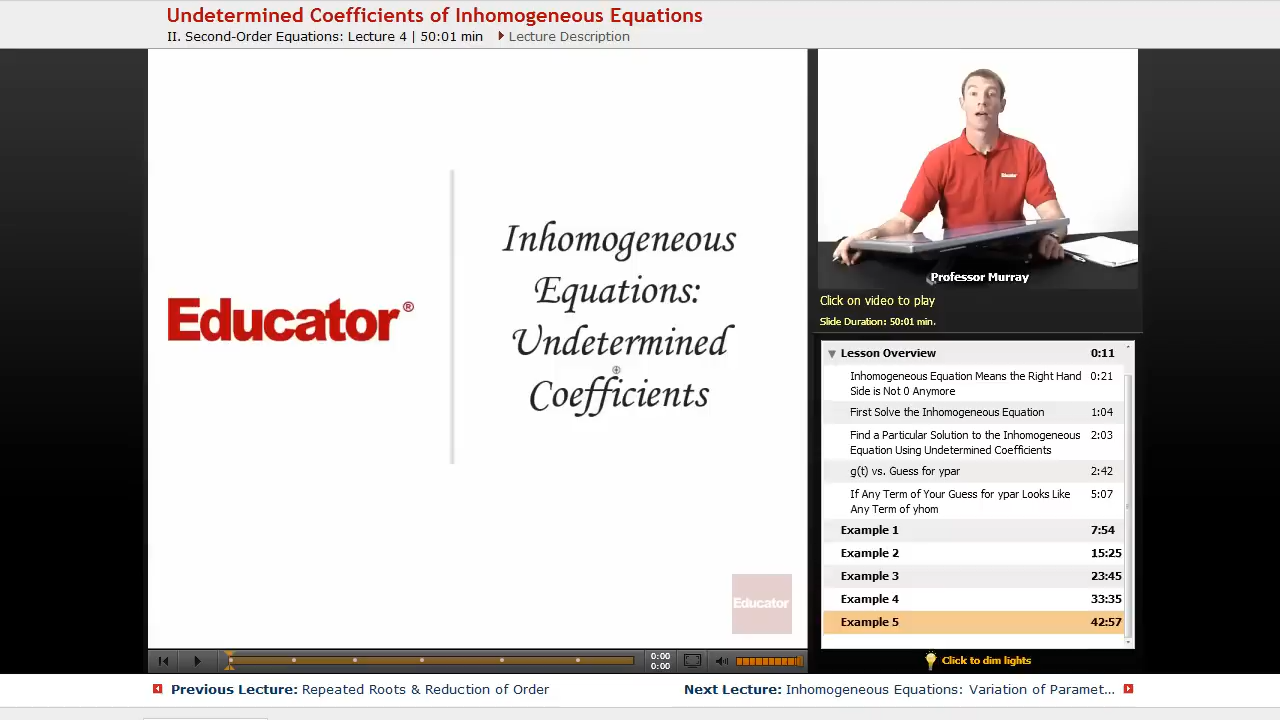 Undetermined Coefficients of Inhomogeneous Equations
II. Second-Order Equations: Lecture 4 | 50:01 min Lecture Description
Educator®
Inhomogeneous
Equations:
Undetermined
Coefficients
Educator
Educator
Professor Murray
Click on video to play
Slide Duration: 50:01 min.
Lesson Overview 0:11
Inhomogeneous Equation Means the Right Hand 0:21
Side is Not 0 Anymore
First Solve the Inhomogeneous Equation 1:04
Find a Particular Solution to the Inhomogeneous 2:03
Equation Using Undetermined Coefficients
g(t) vs. Guess for ypar 2:42
If Any Term of Your Guess for ypar Looks Like 5:07
Any Term of yhom
Example 1 7:54
Example 2 15:25
Example 3 23:45
Example 4 33:35
Example 5 42:57
0:00
0:00
Click to dim lights
Previous Lecture: Repeated Roots & Reduction of Order
Next Lecture: Inhomogeneous Equations: Variation of Paramet...